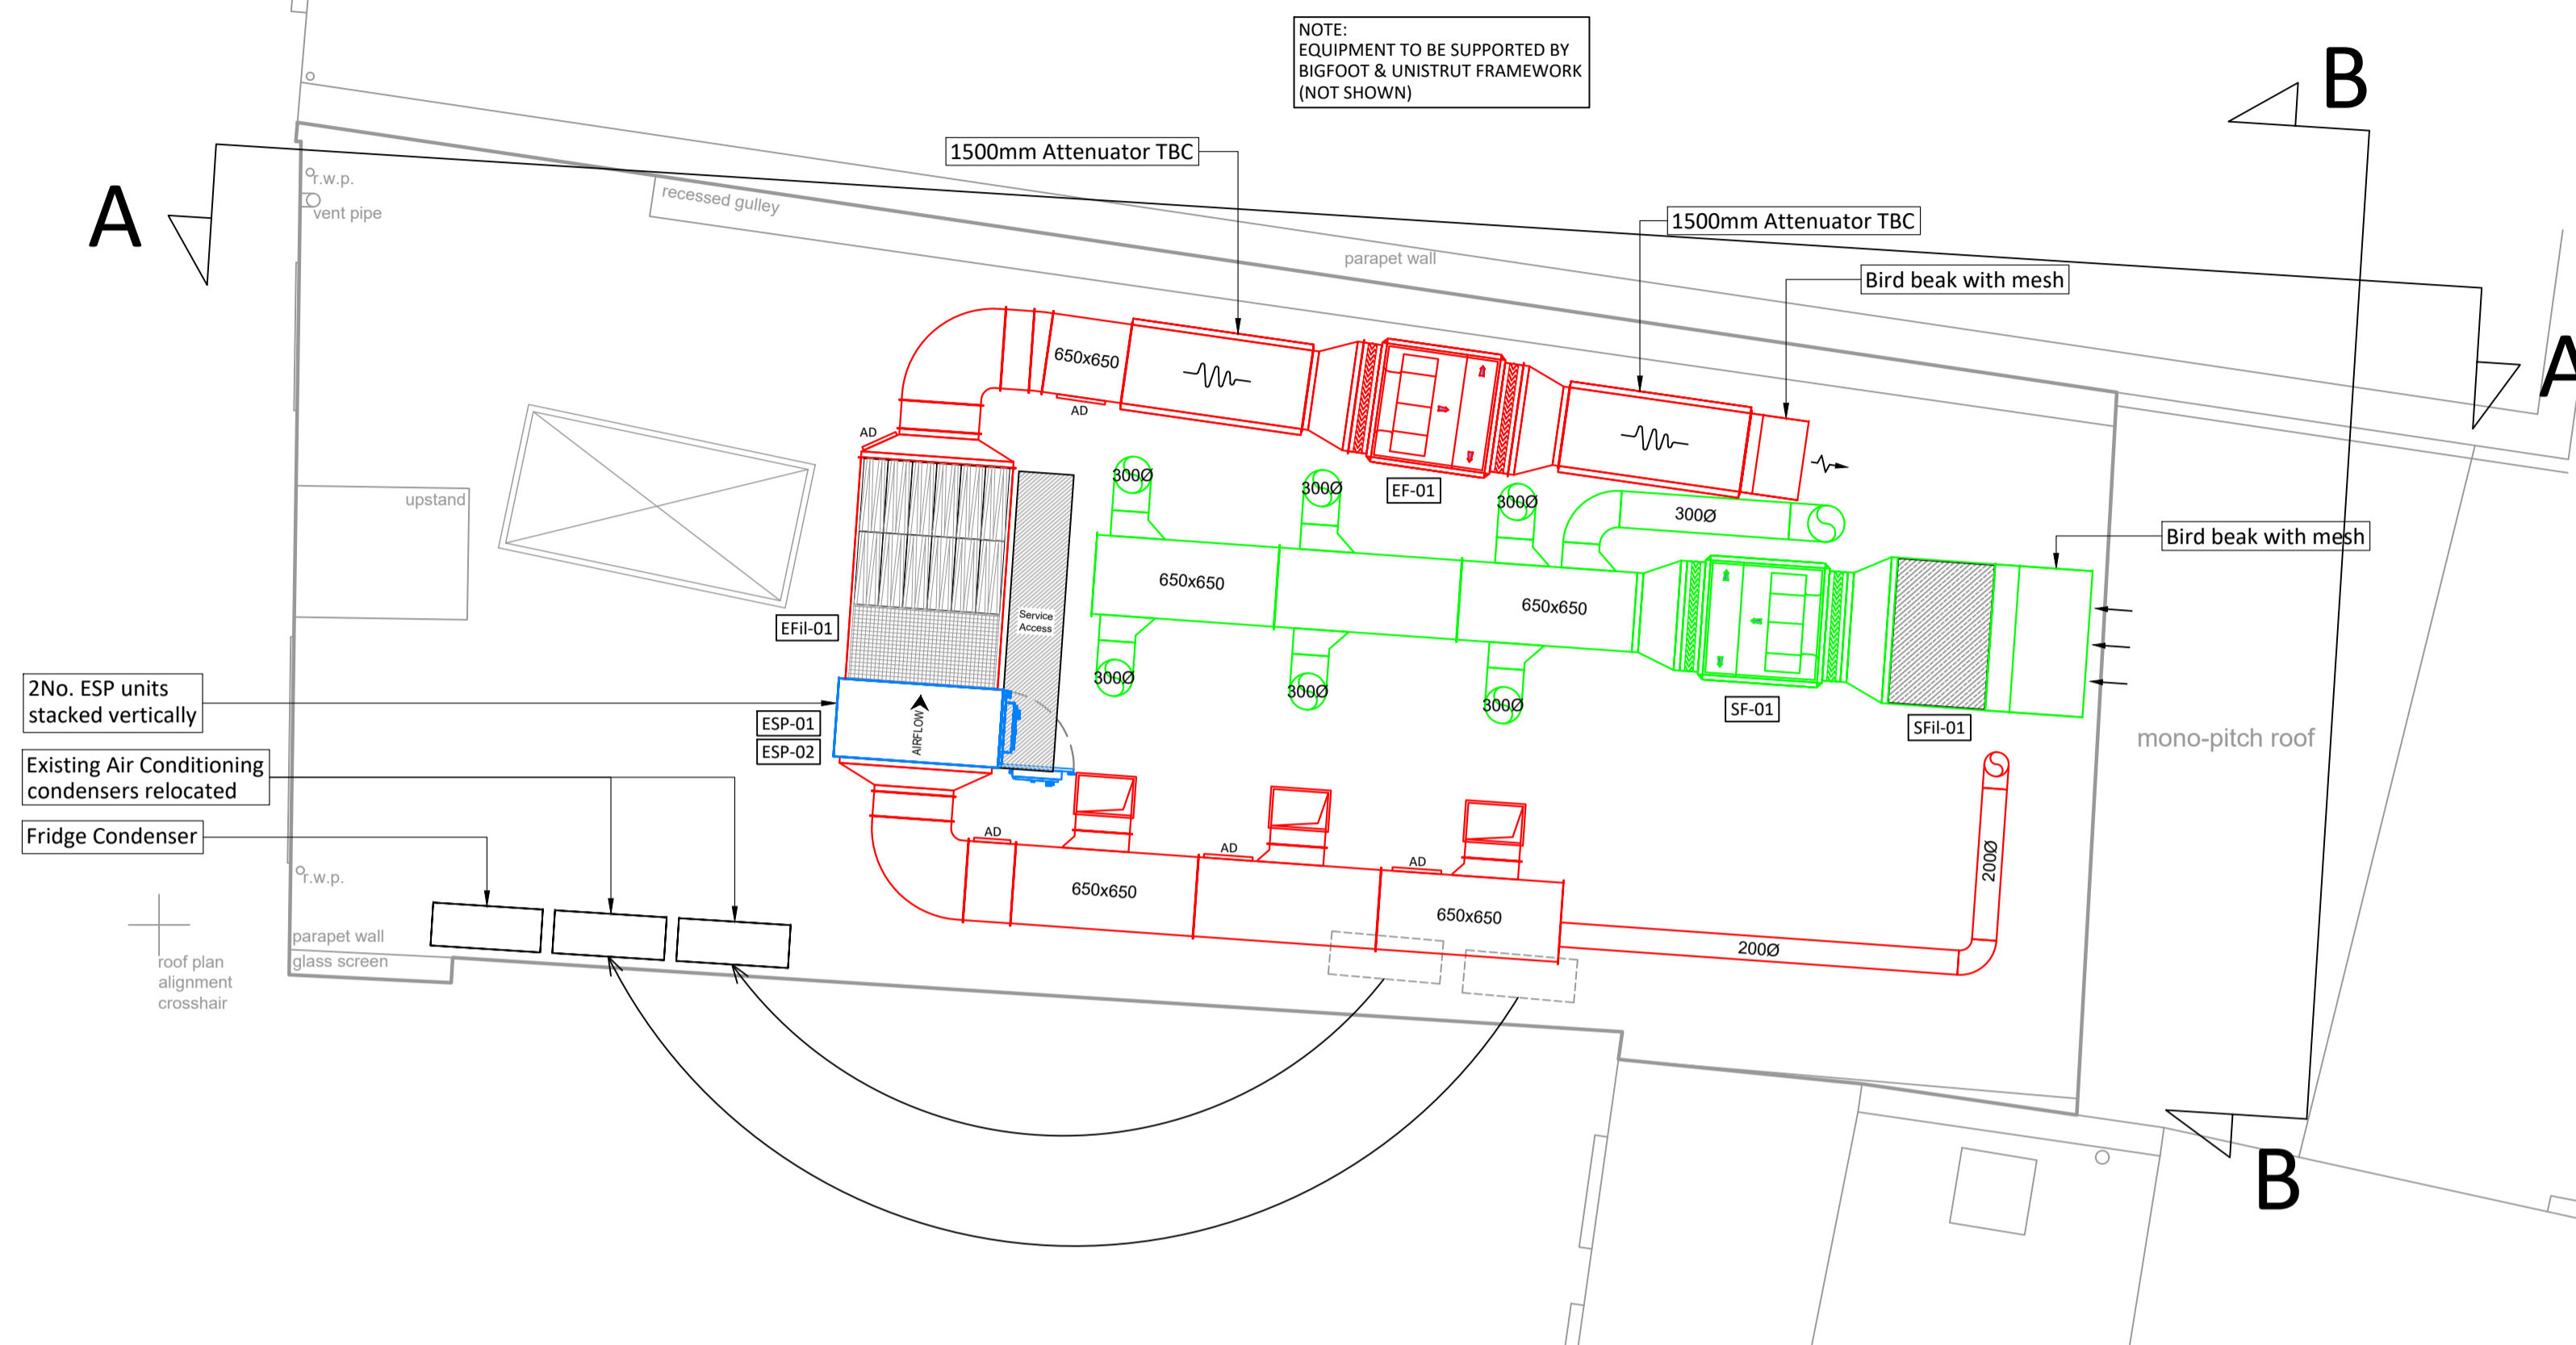 NOTE:
EQUIPMENT TO BE SUPPORTED BY
BIGFOOT & UNISTRUT FRAMEWORK
(NOT SHOWN)
B
1500mm Attenuator TBC
A
r.w.p.
vent pipe
recessed gulley
1500mm Attenuator TBC
parapet wall
Bird beak with mesh
A
650x650
AD
AD
300Ø
300Ø
300Ø
EF-01
300Ø
upstand
Bird beak with mesh
650x650
650x650
Service
Access
EFil-01
300Ø
300Ø
300Ø
SF-01
SFil-01
mono-pitch roof
2No. ESP units
stacked vertically
ESP-01
ESP-02
AIRFLOW
Existing Air Conditioning
condensers relocated
Fridge Condenser
AD
AD
AD
200Ø
r.w.p.
650x650
650x650
200Ø
parapet wall
glass screen
roof plan
alignment
crosshair
B